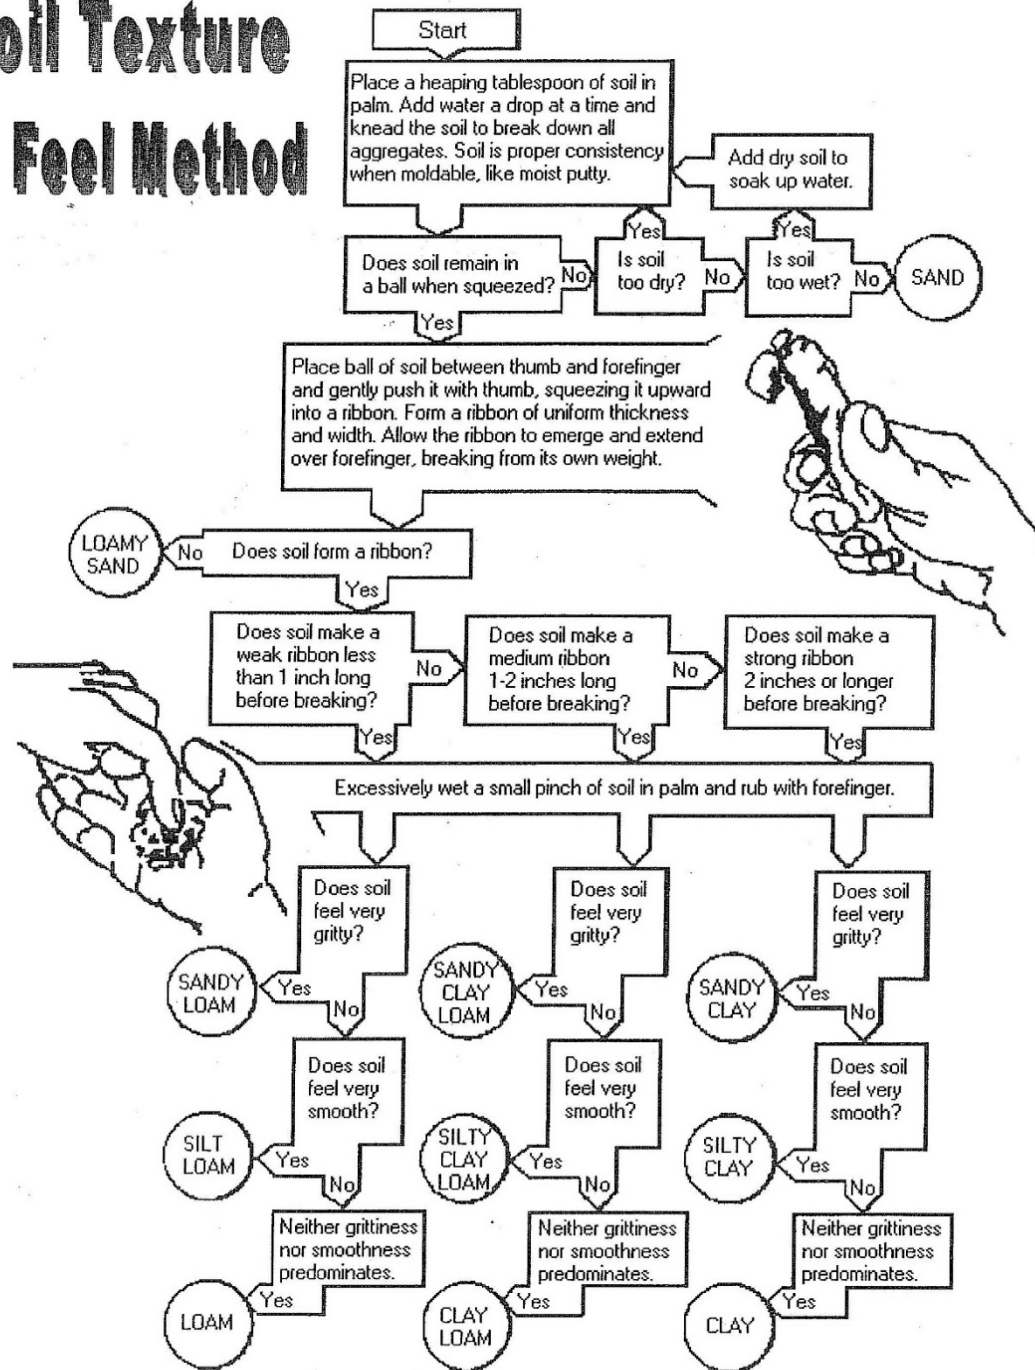 oil Texture
Feel Method
Start
Place a heaping tablespoon of soil in
palm. Add water a drop at a time and
knead the soil to break down all
aggregates. Soil is proper consistency
when moldable, like moist putty.
Add dry soil to
soak up water.
Yes
Yes
Does soil remain in
a ball when squeezed?
No
Is soil
too dry?
No
Is soil
too wet?
No
SAND
Yes
Place ball of soil between thumb and forefinger
and gently push it with thumb, squeezing it upward
into a ribbon. Form a ribbon of uniform thickness
and width. Allow the ribbon to emerge and extend
over forefinger, breaking from its own weight.
LOAMY
SAND
No
Does soil form a ribbon?
Yes
Does soil make a
weak ribbon less
than 1 inch long
before breaking?
No
Does soil make a
medium ribbon
1-2 inches long
before breaking?
No
Does soil make a
strong ribbon
2 inches or longer
before breaking?
Yes
Yes
Yes
Excessively wet a small pinch of soil in palm and rub with forefinger.
Does soil
feel very
gritty?
Does soil
feel very
gritty?
Does soil
feel very
gritty?
SANDY
LOAM
Yes
No
SANDY
CLAY
LOAM
Yes
No
SANDY
CLAY
Yes
No
Does soil
feel very
smooth?
Does soil
feel very
smooth?
Does soil
feel very
smooth?
SILT
LOAM
Yes
No
SILTY
CLAY
LOAM
Yes
No
SILTY
CLAY
Yes
No
Neither grittiness
nor smoothness
predominates.
Neither grittiness
nor smoothness
predominates.
Neither grittiness
nor smoothness
predominates.
LOAM
Yes
CLAY
LOAM
Yes
CLAY
Yes